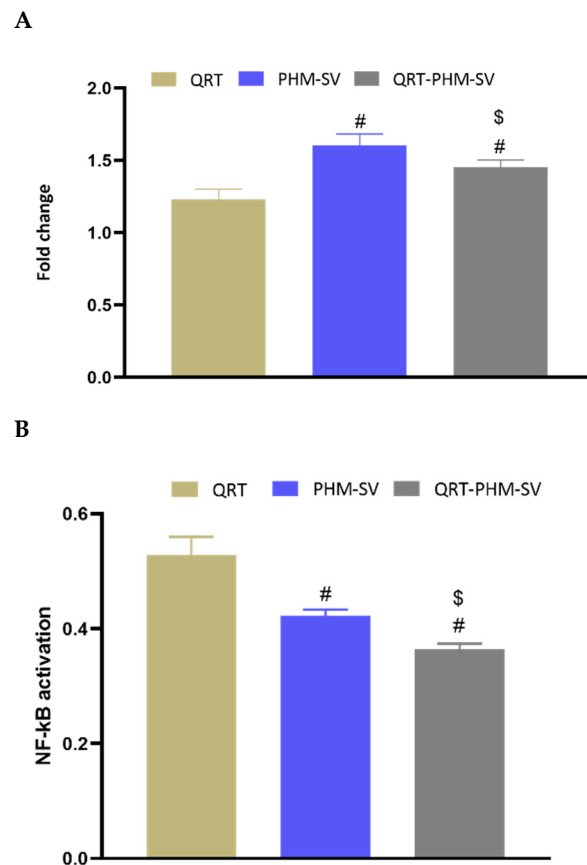 A
QRT PHM-SV QRT-PHM-SV
2.0
1.5
1.0
0.5
0.0
Fold change
#
$
#
B
QRT PHM-SV QRT-PHM-SV
0.6
0.4
0.2
0.0
NF-kB activation
#
$
#